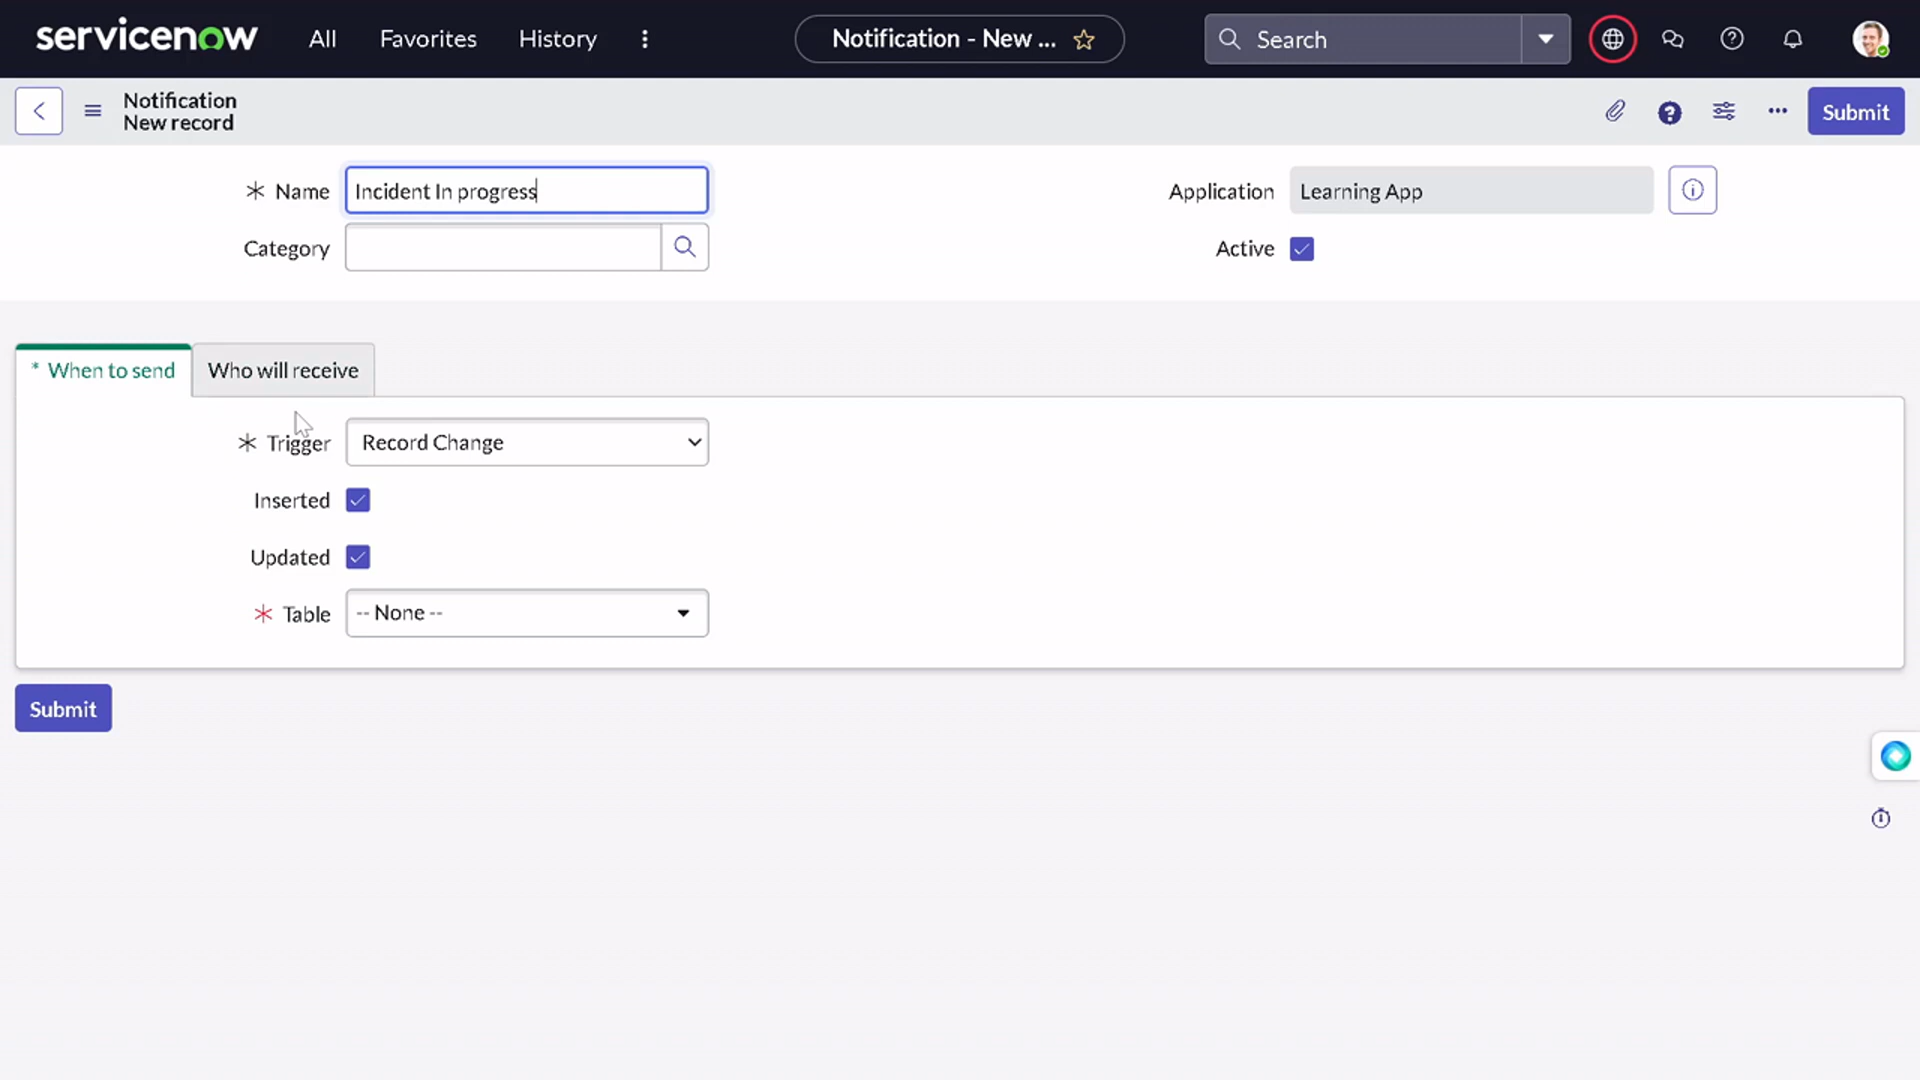 servicenow All Favorites History Notification - New ... Search
Notification
New record
Submit
* Name Incident In progress
Application Learning App
Category
Active
* When to send Who will receive
* Trigger Record Change
Inserted
Updated
* Table -- None --
Submit